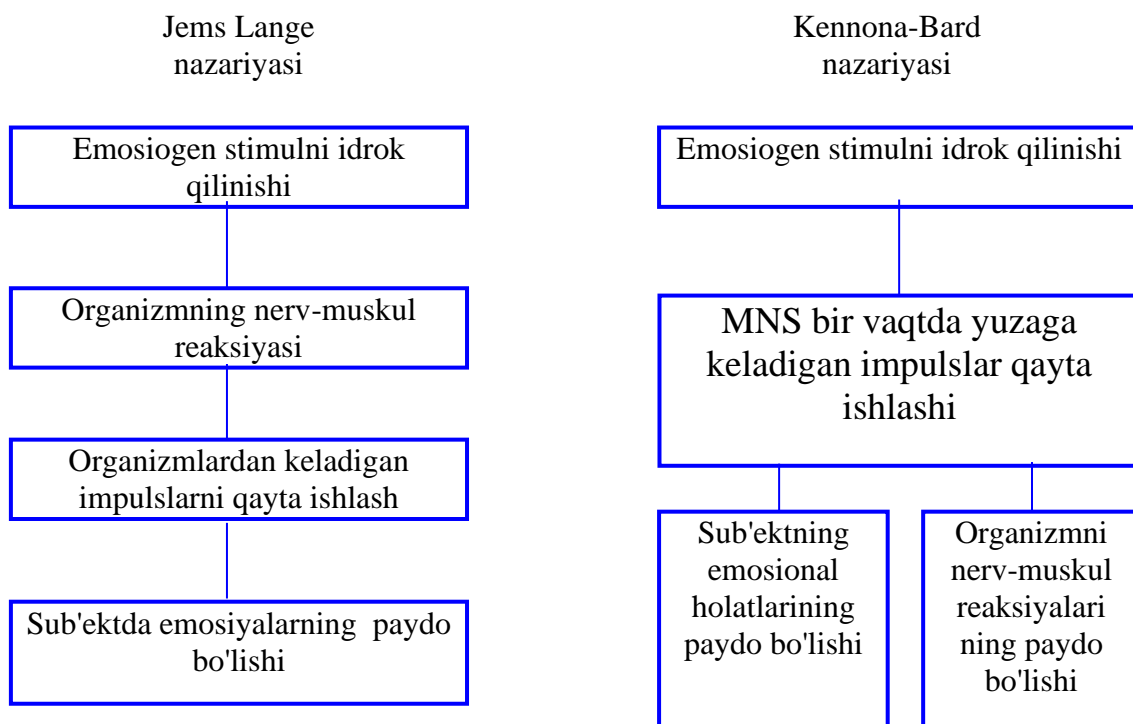 Jems Lange
nazariyasi
Emosiogen stimulni idrok
qilinishi
Organizmning nerv-muskul
reaksiyasi
Organizmlardan keladigan
impulslarni qayta ishlash
Sub'ektda emosiyalarning paydo
bo'lishi
Kennona-Bard
nazariyasi
Emosiogen stimulni idrok qilinishi
MNS bir vaqtda yuzaga
keladigan impulslar qayta
ishlashi
Sub'ektning
emosional
holatlarining
paydo bo'lishi
Organizmni
nerv-muskul
reaksiyalari
ning paydo
bo'lishi